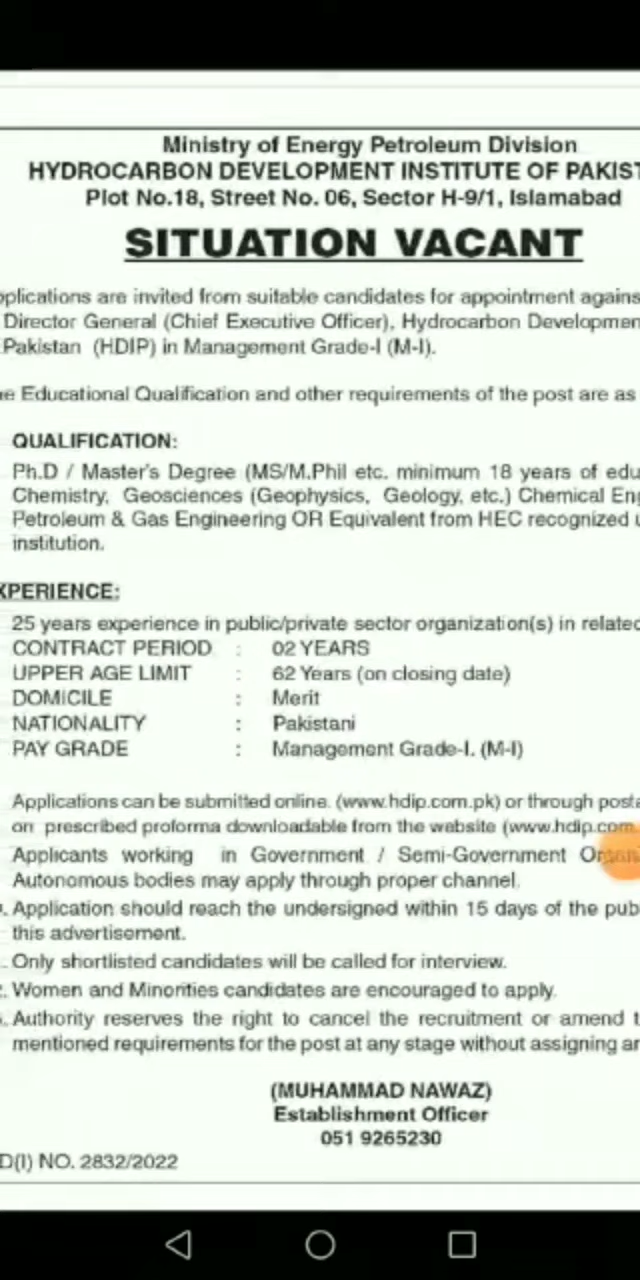 Ministry of Energy Petroleum Division
HYDROCARBON DEVELOPMENT INSTITUTE OF PAKIST
Plot No.18, Street No. 06, Sector H-9/1, Islamabad
SITUATION VACANT
pplications are invited from suitable candidates for appointment agains
Director General (Chief Executive Officer), Hydrocarbon Developmen
Pakistan (HDIP) in Management Grade-I (M-I).
e Educational Qualification and other requirements of the post are as
QUALIFICATION:
Ph.D / Master's Degree (MS/M.Phil etc. minimum 18 years of edu
Chemistry, Geosciences (Geophysics, Geology, etc.) Chemical Eng
Petroleum & Gas Engineering OR Equivalent from HEC recognized u
institution.
XPERIENCE:
25 years experience in public/private sector organization(s) in related
CONTRACT PERIOD : 02 YEARS
UPPER AGE LIMIT : 62 Years (on closing date)
DOMICILE : Merit
NATIONALITY : Pakistani
PAY GRADE : Management Grade-I. (M-I)
Applications can be submitted online. (www.hdip.com.pk) or through posta
on prescribed proforma downloadable from the website (www.hdip.com
Applicants working in Government / Semi-Government Organi
Autonomous bodies may apply through proper channel.
. Application should reach the undersigned within 15 days of the pub
this advertisement.
. Only shortlisted candidates will be called for interview.
. Women and Minorities candidates are encouraged to apply.
. Authority reserves the right to cancel the recruitment or amend t
mentioned requirements for the post at any stage without assigning an
(MUHAMMAD NAWAZ)
Establishment Officer
051 9265230
D(I) NO. 2832/2022